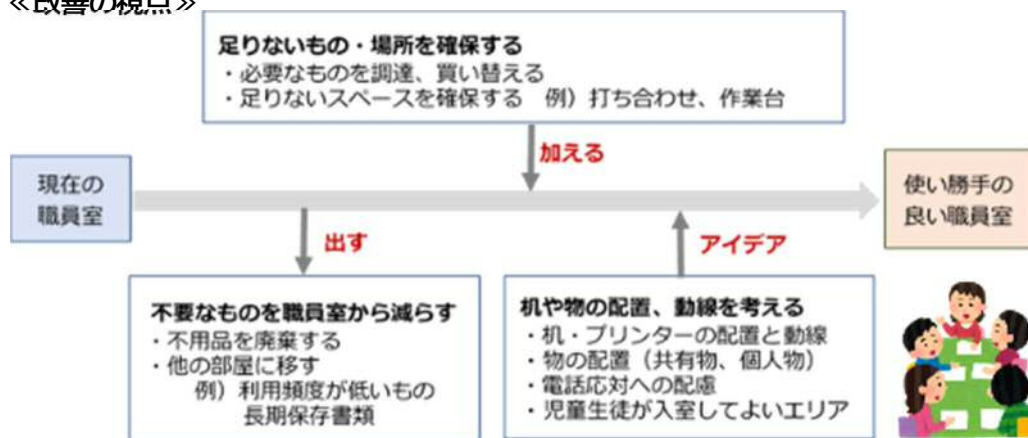 ≪改善の視点≫
足りないもの・場所を確保する
・必要なものを調達、買い替える
・足りないスペースを確保する 例）打ち合わせ、作業台
加える
現在の
職員室
使い勝手の
良い職員室
出す
アイデア
不要なものを職員室から減らす
・不用品を廃棄する
・他の部屋に移す
例）利用頻度が低いもの
長期保存書類
机や物の配置、動線を考える
・机・プリンターの配置と動線
・物の配置（共有物、個人物）
・電話応対への配慮
・児童生徒が入室してよいエリア